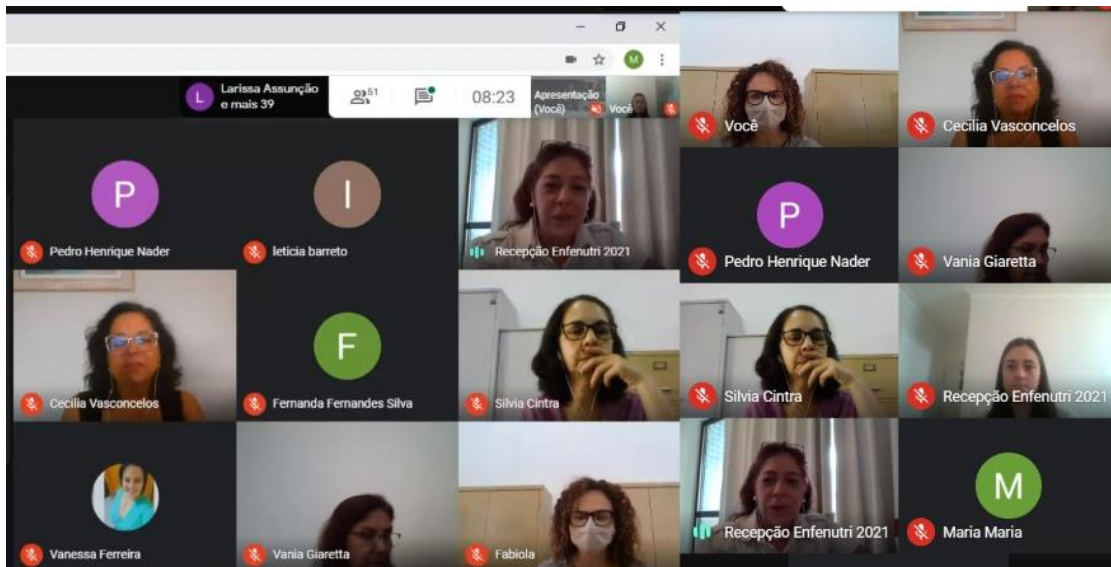 M
L
Larissa Assunção
e mais 39
51
08:23
Apresentação
(Você)
Você
P
Pedro Henrique Nader
I
leticia barreto
Recepção Enfenutri 2021
Cecilia Vasconcelos
F
Fernanda Fernandes Silva
Silvia Cintra
Vanessa Ferreira
Vania Giaretta
Fabiola
Você
Cecilia Vasconcelos
P
Pedro Henrique Nader
Vania Giaretta
Silvia Cintra
Recepção Enfenutri 2021
Recepção Enfenutri 2021
M
Maria Maria